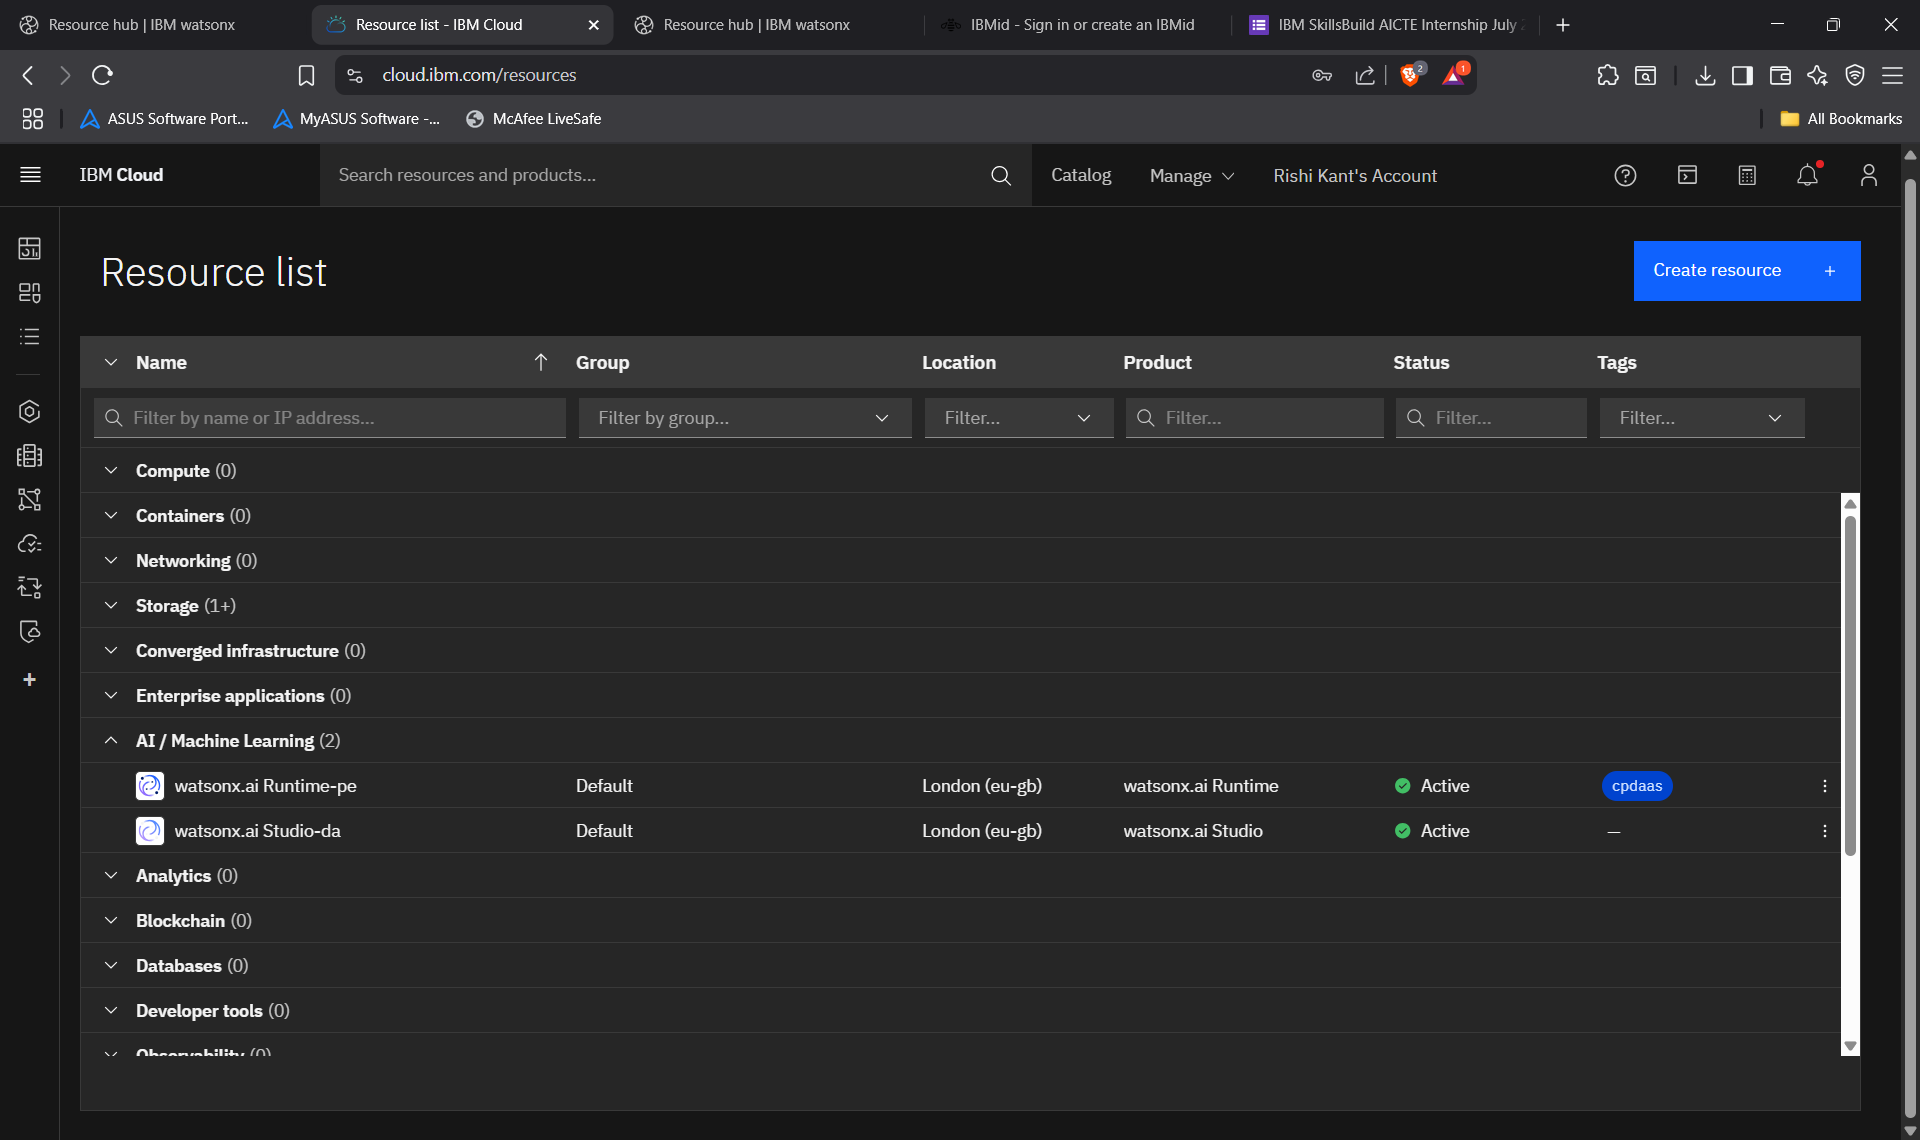 Resource hub | IBM watsonx
Resource list - IBM Cloud
Resource hub | IBM watsonx
IBMid - Sign in or create an IBMid
IBM SkillsBuild AICTE Internship July
cloud.ibm.com/resources
2
1
ASUS Software Port...
MyASUS Software -...
McAfee LiveSafe
All Bookmarks
IBM Cloud
Search resources and products...
Catalog
Manage
Rishi Kant's Account
Resource list
Create resource +
Name Group Location Product Status Tags
Filter by name or IP address... Filter by group... Filter... Filter... Filter... Filter...
Compute (0)
Containers (0)
Networking (0)
Storage (1+)
Converged infrastructure (0)
Enterprise applications (0)
AI / Machine Learning (2)
watsonx.ai Runtime-pe Default London (eu-gb) watsonx.ai Runtime Active cpdaas
watsonx.ai Studio-da Default London (eu-gb) watsonx.ai Studio Active —
Analytics (0)
Blockchain (0)
Databases (0)
Developer tools (0)
Observability (0)